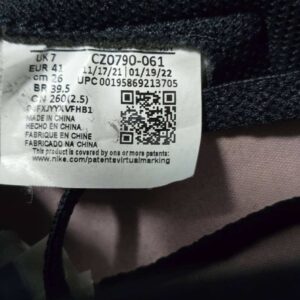 UK 7 CZ0790-061
EUR 41 11/17/21 01/19/22
cm 26 UPC 00195869213705
BR 39.5
CN 260(2.5)
MADE IN CHINA
HECHO EN CHINA
FABRIQUE EN CHINE
FABRICADO NA CHINA
www.nike.com/patentsvirtualmarking